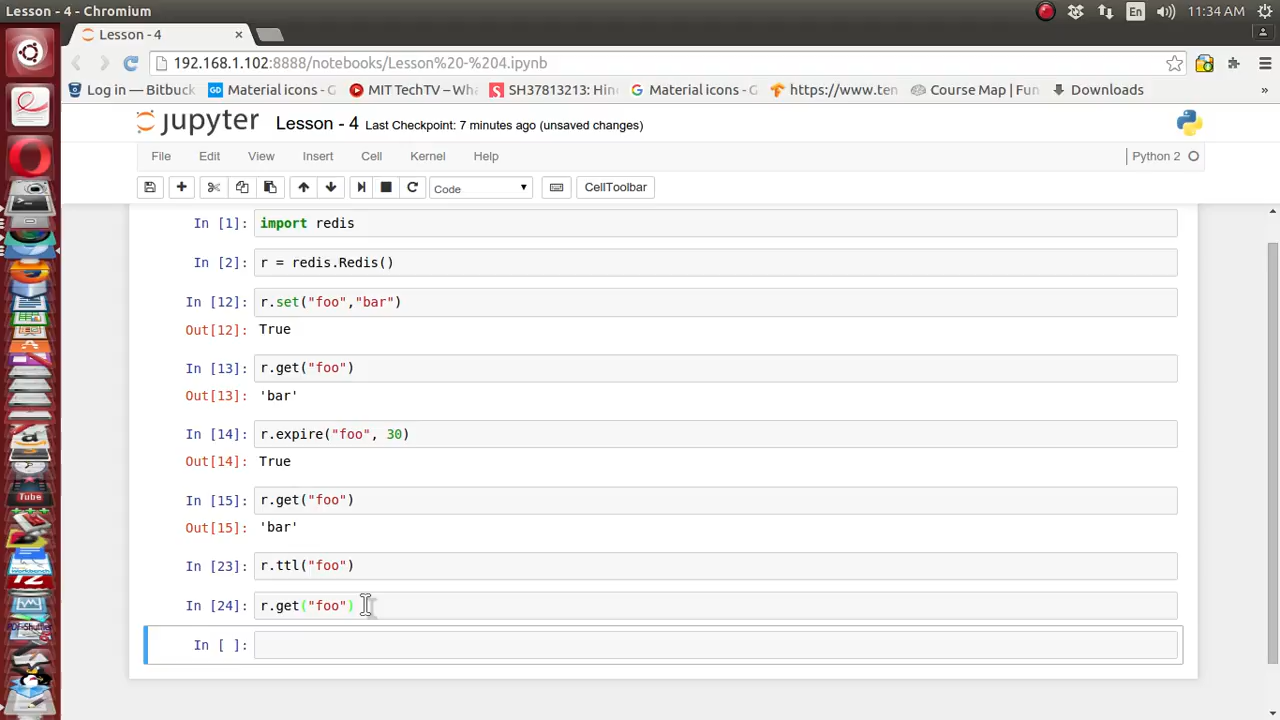 Lesson - 4 - Chromium
En
11:34 AM
Lesson - 4
192.168.1.102:8888/notebooks/Lesson%20-%204.ipynb
Log in — Bitbuck
Material icons - G
MIT TechTV – Wha
SH37813213: Hin
Material icons - G
https://www.ten
Course Map | Fun
Downloads
»
jupyter
Lesson - 4
Last Checkpoint: 7 minutes ago (unsaved changes)
File
Edit
View
Insert
Cell
Kernel
Help
Python 2
Code
CellToolbar
In [1]: import redis
In [2]: r = redis.Redis()
In [12]: r.set("foo","bar")
Out[12]: True
In [13]: r.get("foo")
Out[13]: 'bar'
In [14]: r.expire("foo", 30)
Out[14]: True
In [15]: r.get("foo")
Out[15]: 'bar'
In [23]: r.ttl("foo")
In [24]: r.get("foo")
In [ ]:
Tube